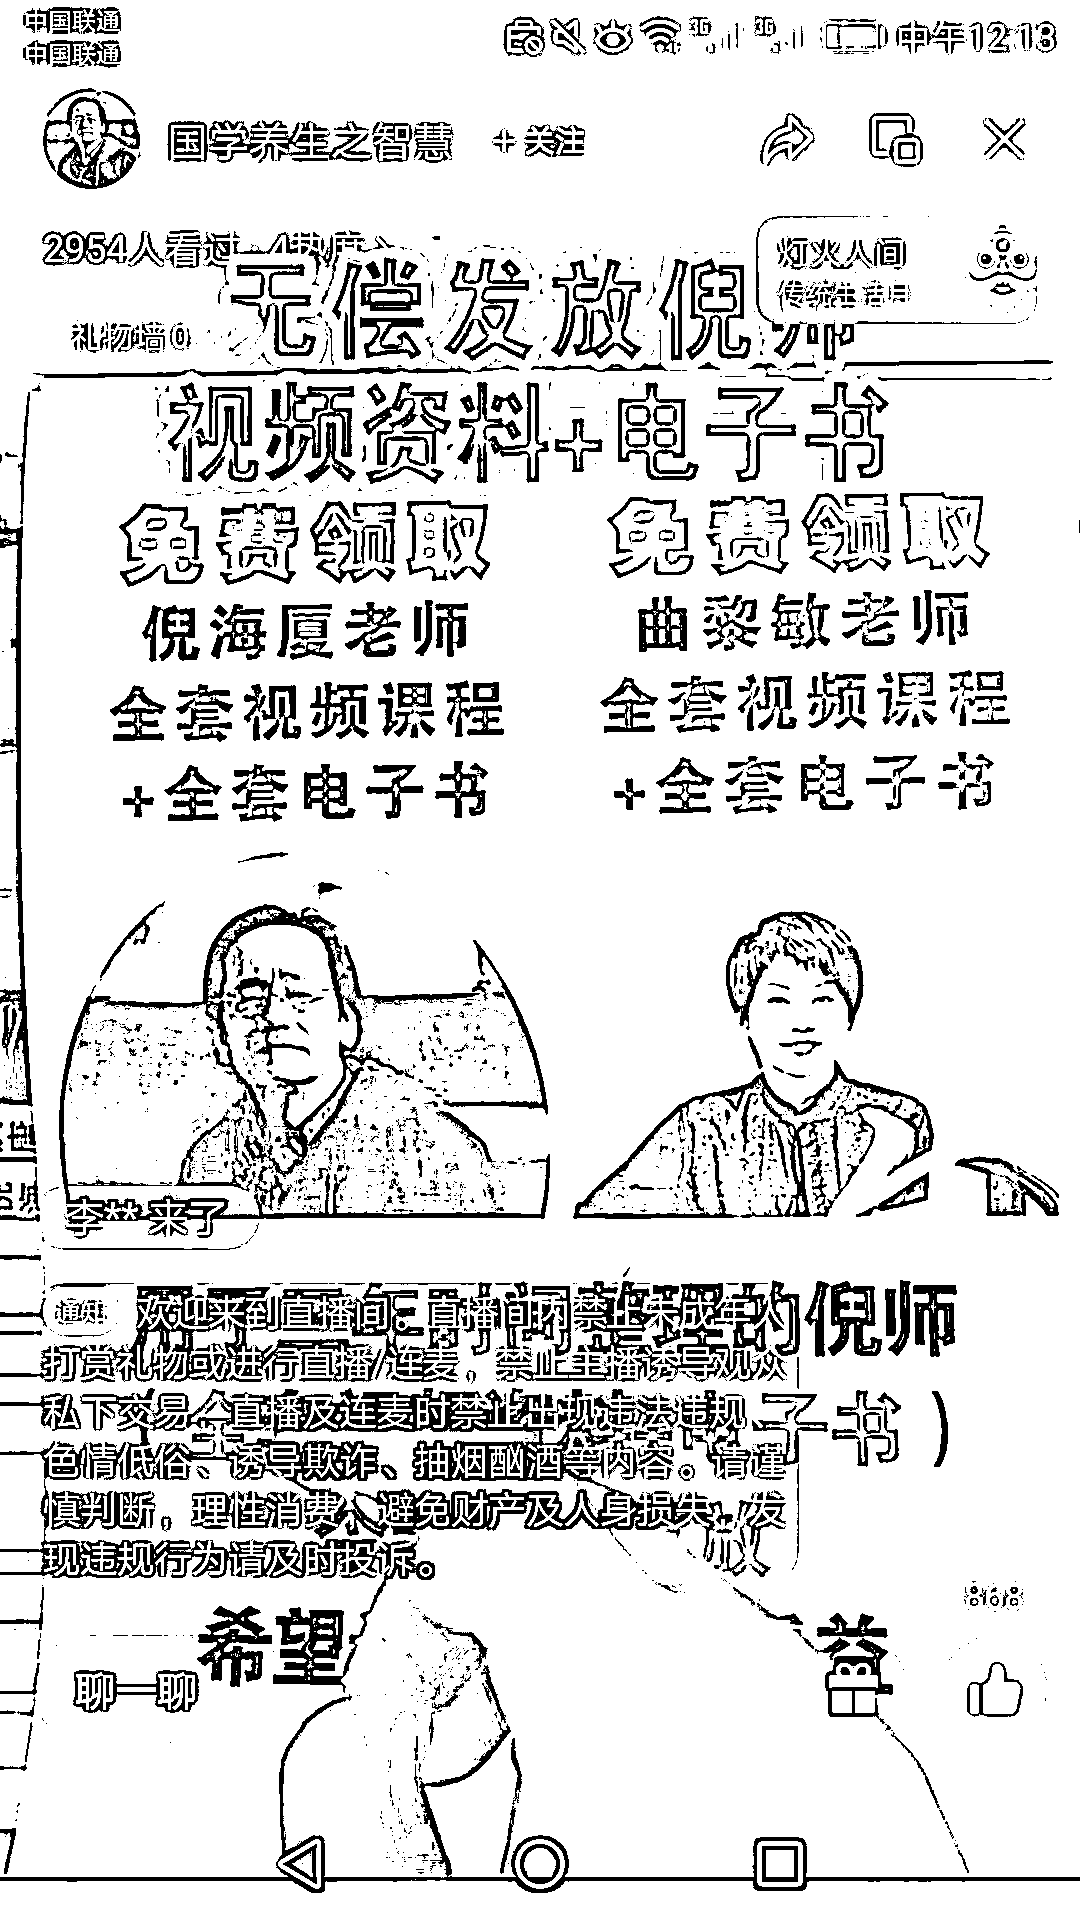 中国联通
中国联通
中午12:13
国学养生之智慧 + 关注
2954人看过·4热度
灯火人间
传统生活月
礼物墙0
无偿发放倪师
视频资料+电子书
免费领取 免费领取
倪海厦老师 曲黎敏老师
全套视频课程 全套视频课程
+全套电子书 +全套电子书
李**来了
的倪师
通知 欢迎来到直播间。直播间内禁止未成年人
打赏礼物或进行直播/连麦。禁止主播诱导观众
私下交易。直播及连麦时禁止出现违法违规、
子书）
色情低俗、诱导欺诈、抽烟酗酒等内容。请谨
慎判断，理性消费，避免财产及人身损失。发
现违规行为请及时投诉。
868
希望
益
聊一聊